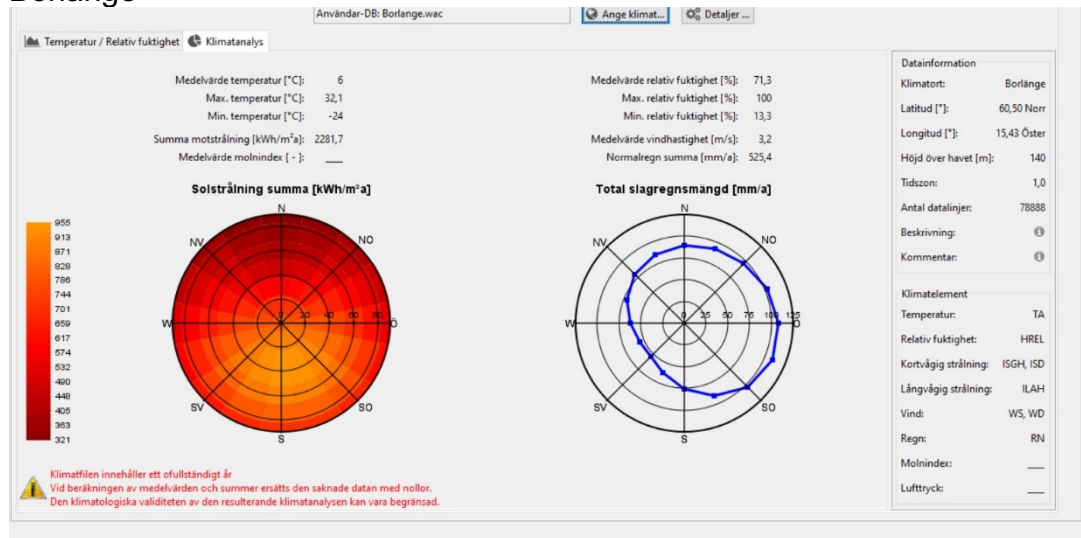 Borlänge
Användar-DB: Borlange.wac
Ange klimat...
Detaljer ...
Temperatur / Relativ fuktighet
Klimatanalys
Medelvärde temperatur [°C]: 6
Max. temperatur [°C]: 32,1
Min. temperatur [°C]: -24
Summa motstrålning [kWh/m²a]: 2281,7
Medelvärde molnindex [ - ]: ___
Medelvärde relativ fuktighet [%]: 71,3
Max. relativ fuktighet [%]: 100
Min. relativ fuktighet [%]: 13,3
Medelvärde vindhastighet [m/s]: 3,2
Normalregn summa [mm/a]: 525,4
Solstrålning summa [kWh/m²a]
N
NV
NO
W
0 20 40 60 80
Ö
SV
SO
S
955
913
871
828
786
744
701
659
617
574
532
490
448
405
363
321
Total slagregnsmängd [mm/a]
N
NV
NO
W
0 25 50 75 100 125
Ö
SV
SO
S
Klimatfilen innehåller ett ofullständigt år
Vid beräkningen av medelvärden och summer ersätts den saknade datan med nollor.
Den klimatologiska validiteten av den resulterande klimatanalysen kan vara begränsad.
Datainformation
Klimatort: Borlänge
Latitud [°]: 60,50 Norr
Longitud [°]: 15,43 Öster
Höjd över havet [m]: 140
Tidszon: 1,0
Antal datalinjer: 78888
Beskrivning:
Kommentar:
Klimatelement
Temperatur: TA
Relativ fuktighet: HREL
Kortvågig strålning: ISGH, ISD
Långvågig strålning: ILAH
Vind: WS, WD
Regn: RN
Molnindex: ___
Lufttryck: ___